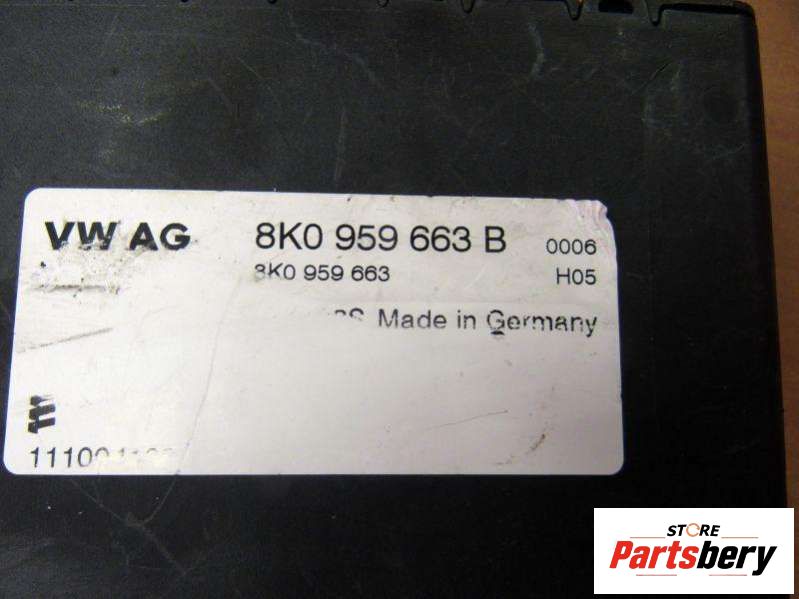 VW AG 8K0 959 663 B 0006
8K0 959 663 H05
Made in Germany
STORE
Partsbery